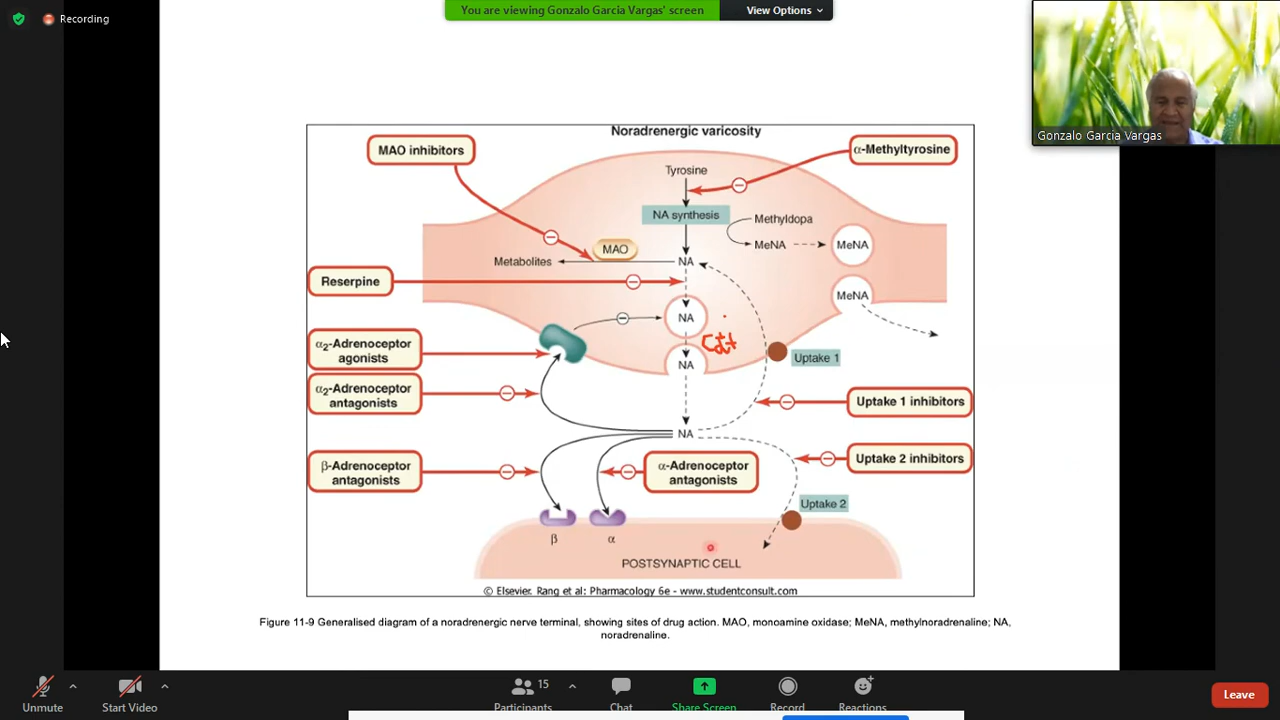 Recording
You are viewing Gonzalo Garcia Vargas' screen
View Options
Gonzalo Garcia Vargas
Noradrenergic varicosity
MAO inhibitors
α-Methyltyrosine
Tyrosine
NA synthesis
Methyldopa
MeNA
MeNA
MAO
Metabolites
NA
Reserpine
MeNA
NA
α2-Adrenoceptor
agonists
NA
Uptake 1
α2-Adrenoceptor
antagonists
Uptake 1 inhibitors
NA
β-Adrenoceptor
antagonists
α-Adrenoceptor
antagonists
Uptake 2 inhibitors
Uptake 2
β
α
POSTSYNAPTIC CELL
© Elsevier. Rang et al: Pharmacology 6e - www.studentconsult.com
Figure 11-9 Generalised diagram of a noradrenergic nerve terminal, showing sites of drug action. MAO, monoamine oxidase; MeNA, methylnoradrenaline; NA,
noradrenaline.
Unmute
Start Video
15
Participants
Chat
Share Screen
Record
Reactions
Leave